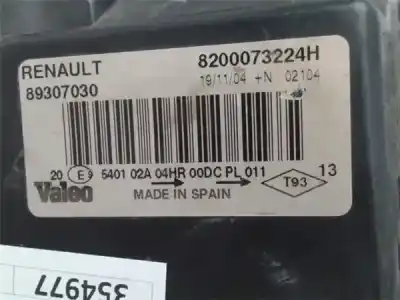 RENAULT 8200073224H
89307030 19/11/04 +N 02104
20 E9 5401 02A 04HR 00DC PL 011 13
Valeo MADE IN SPAIN T93
354977